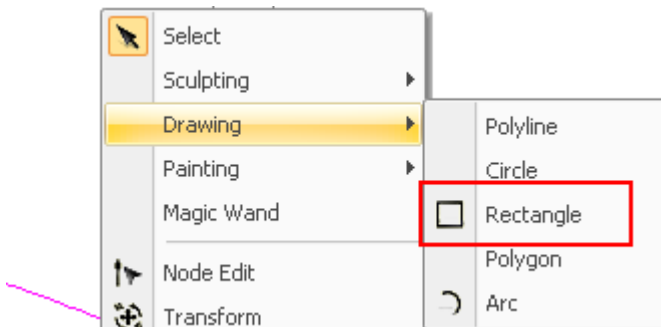 Select
Sculpting
Drawing
Painting
Magic Wand
Node Edit
Transform
Polyline
Circle
Rectangle
Polygon
Arc